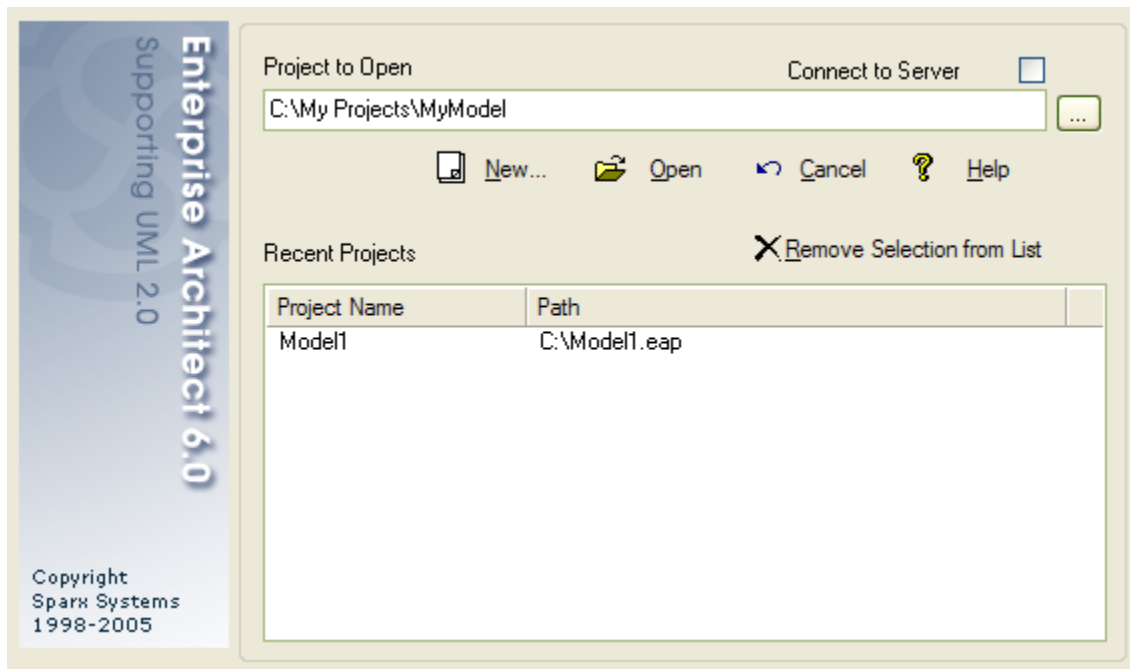 Enterprise Architect 6.0
Supporting UML 2.0
Copyright
Sparx Systems
1998-2005
Project to Open
Connect to Server
C:\My Projects\MyModel
...
New... Open Cancel Help
Recent Projects
Remove Selection from List
Project Name Path
Model1 C:\Model1.eap